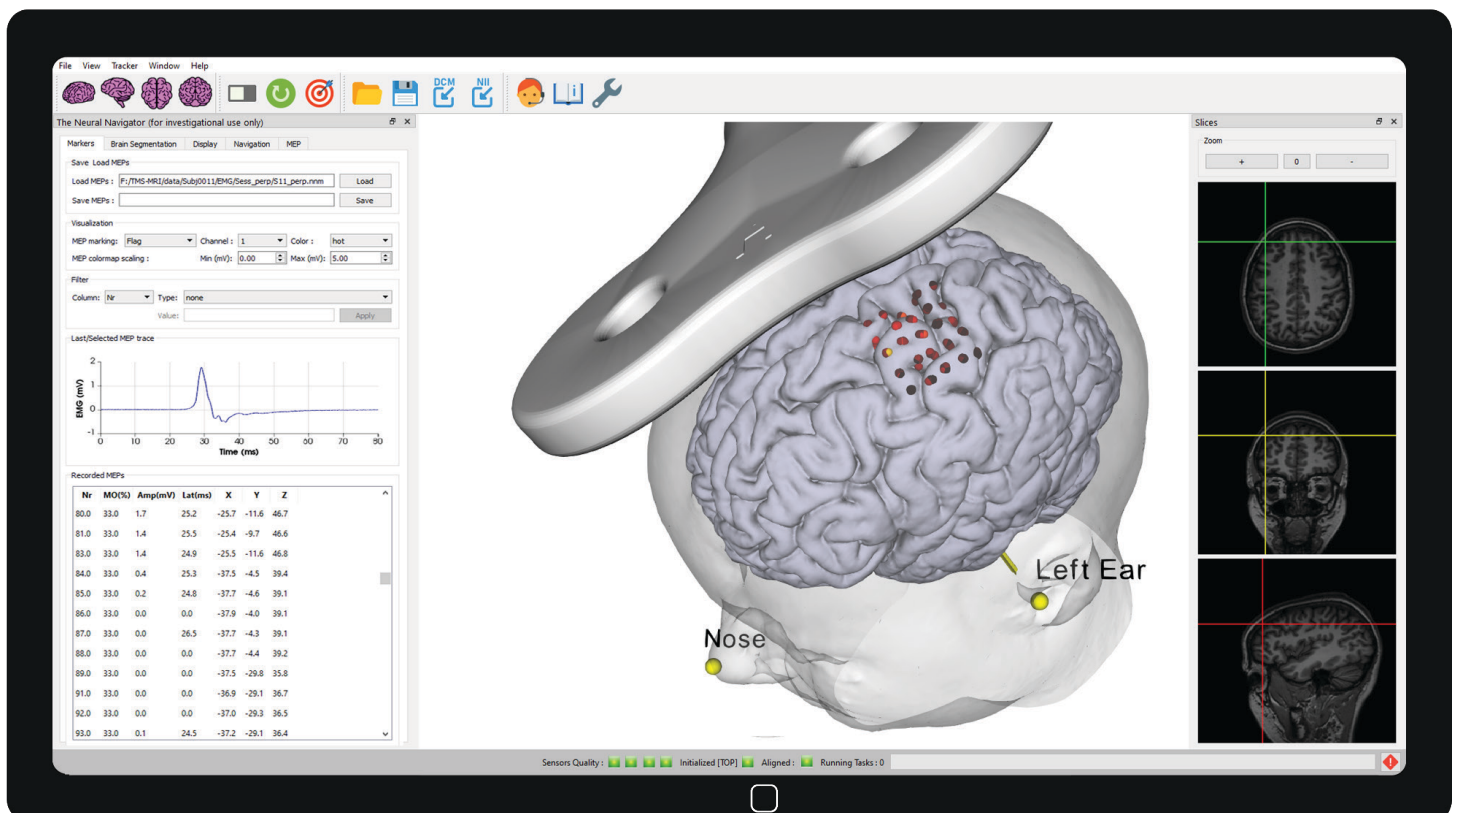 File View Tracker Window Help
DCM NII
The Neural Navigator (for investigational use only)
Markers Brain Segmentation Display Navigation MEP
Save Load MEPs
Load MEPs : F:/TMS-MRI/data/Subj0011/EMG/Sess_perp/S11_perp.nnm Load
Save MEPs : Save
Visualization
MEP marking: Flag Channel : 1 Color : hot
MEP colormap scaling : Min (mV): 0.00 Max (mV): 5.00
Filter
Column: Nr Type: none
Value: Apply
Last/Selected MEP trace
EMG (mV)
2
1
0
-1
0 10 20 30 40 50 60 70 80
Time (ms)
Recorded MEPs
Nr MO(%) Amp(mV) Lat(ms) X Y Z
80.0 33.0 1.7 25.2 -25.7 -11.6 46.7
81.0 33.0 1.4 25.5 -25.4 -9.7 46.6
83.0 33.0 1.4 24.9 -25.5 -11.6 46.8
84.0 33.0 0.4 25.3 -37.5 -4.5 39.4
85.0 33.0 0.2 24.8 -37.7 -4.6 39.1
86.0 33.0 0.0 0.0 -37.9 -4.0 39.1
87.0 33.0 0.0 26.5 -37.7 -4.3 39.1
88.0 33.0 0.0 0.0 -37.7 -4.4 39.2
89.0 33.0 0.0 0.0 -37.5 -29.8 35.8
91.0 33.0 0.0 0.0 -36.9 -29.1 36.7
92.0 33.0 0.0 0.0 -37.0 -29.3 36.5
93.0 33.0 0.1 24.5 -37.2 -29.1 36.4
Left Ear
Nose
Slices
Zoom
+ 0 -
Sensors Quality : Initialized [TOP] Aligned : Running Tasks : 0